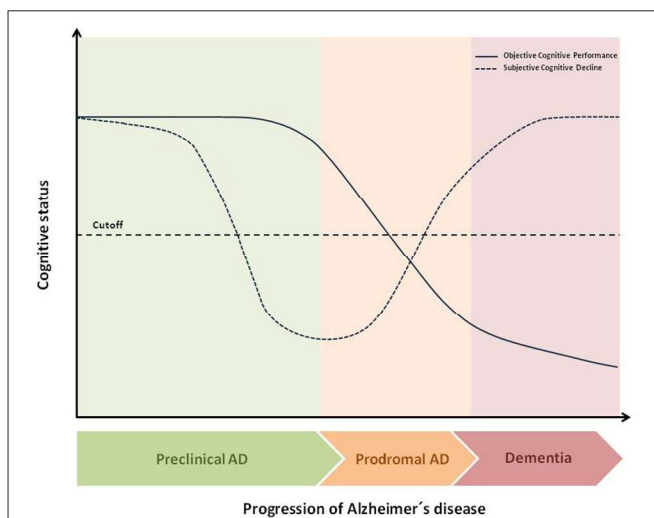 Objective Cognitive Performance
Subjective Cognitive Decline
Cutoff
Cognitive status
Preclinical AD
Prodromal AD
Dementia
Progression of Alzheimer´s disease